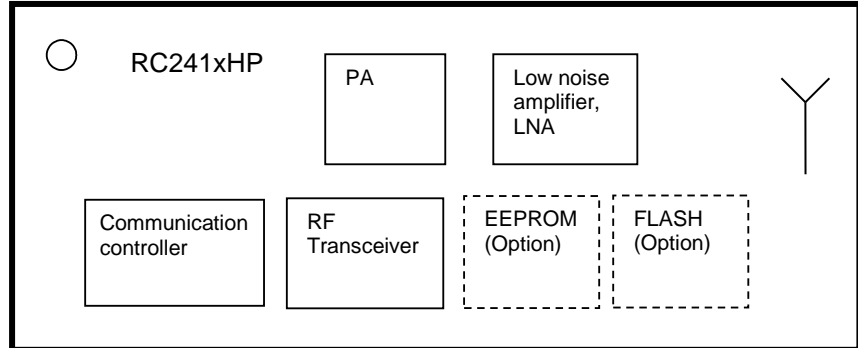 RC241xHP
PA
Low noise
amplifier,
LNA
Communication
controller
RF
Transceiver
EEPROM
(Option)
FLASH
(Option)